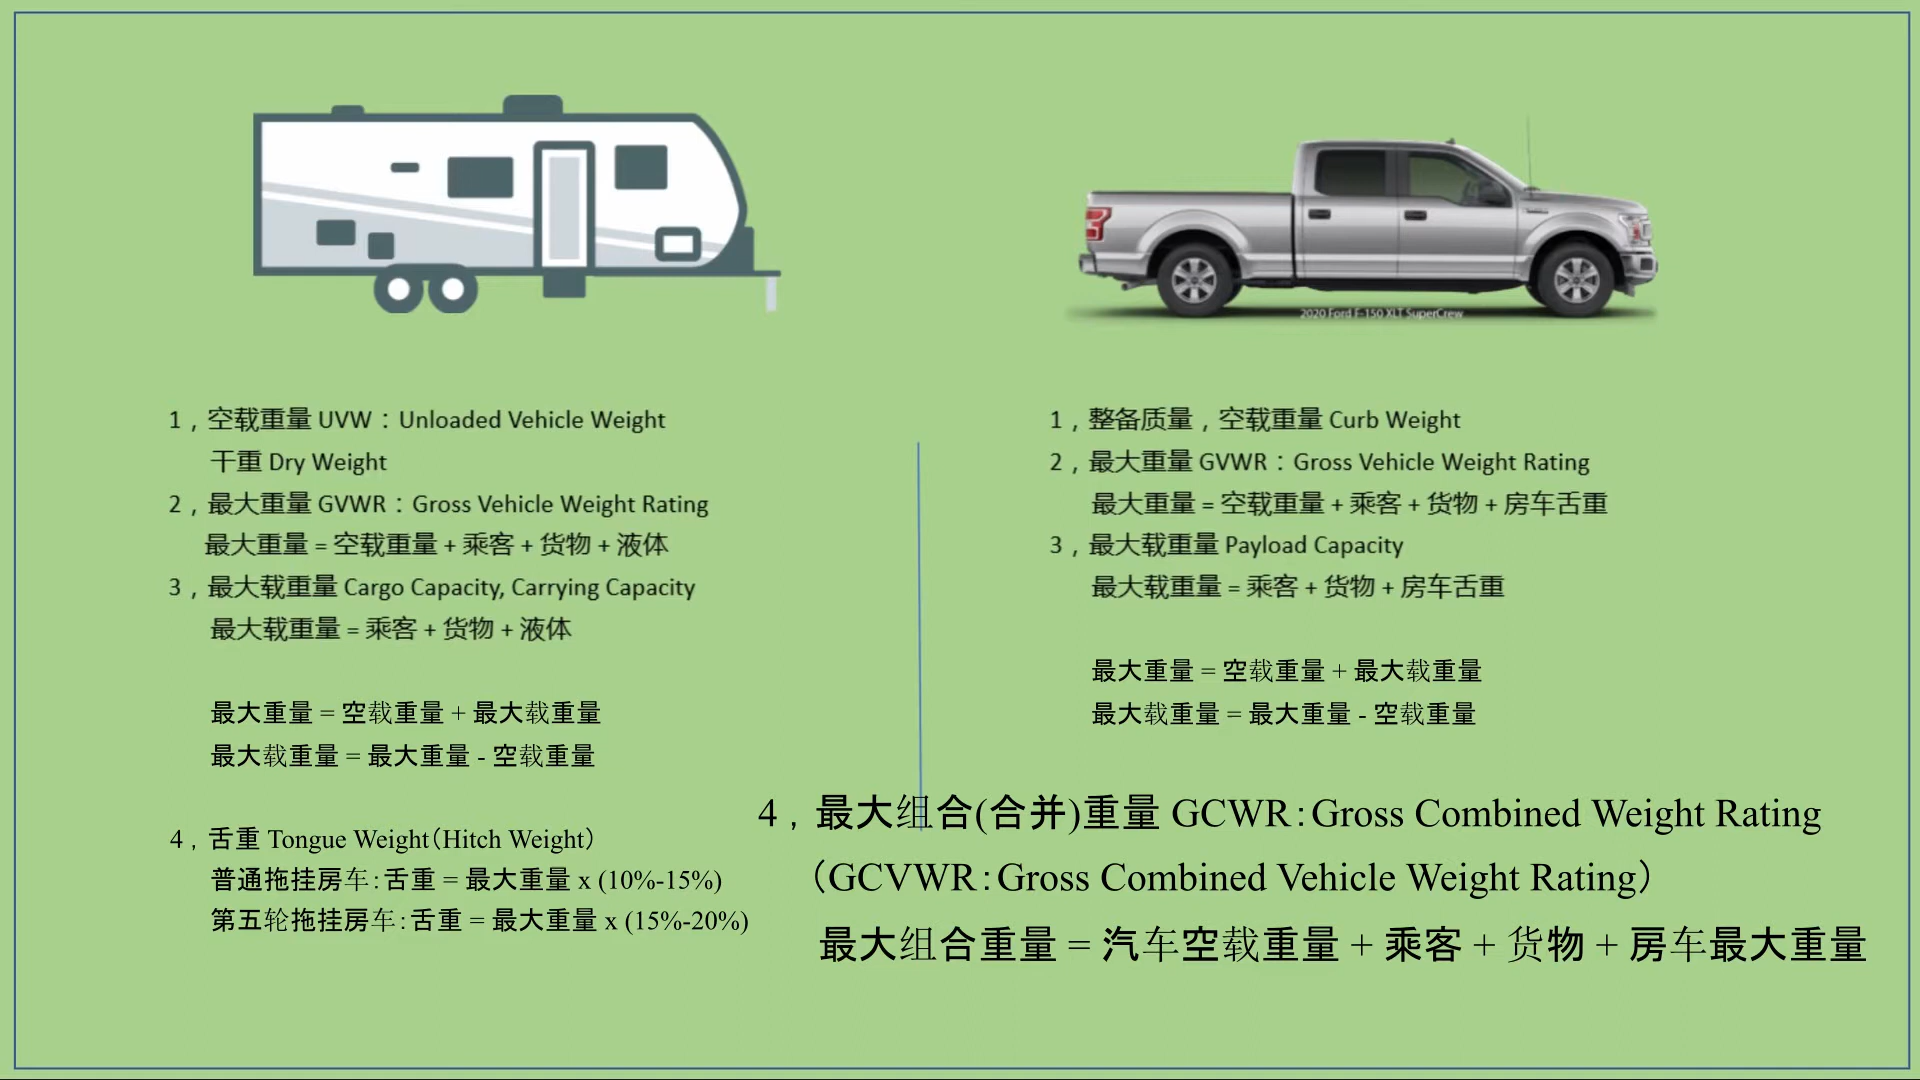 2020 Ford F-150 XLT SuperCrew
1，空载重量 UVW：Unloaded Vehicle Weight
干重 Dry Weight
2，最大重量 GVWR：Gross Vehicle Weight Rating
最大重量 = 空载重量 + 乘客 + 货物 + 液体
3，最大载重量 Cargo Capacity, Carrying Capacity
最大载重量 = 乘客 + 货物 + 液体
最大重量 = 空载重量 + 最大载重量
最大载重量 = 最大重量 - 空载重量
4，舌重 Tongue Weight（Hitch Weight）
普通拖挂房车：舌重 = 最大重量 x (10%-15%)
第五轮拖挂房车：舌重 = 最大重量 x (15%-20%)
1，整备质量，空载重量 Curb Weight
2，最大重量 GVWR：Gross Vehicle Weight Rating
最大重量 = 空载重量 + 乘客 + 货物 + 房车舌重
3，最大载重量 Payload Capacity
最大载重量 = 乘客 + 货物 + 房车舌重
最大重量 = 空载重量 + 最大载重量
最大载重量 = 最大重量 - 空载重量
4，最大组合(合并)重量 GCWR：Gross Combined Weight Rating
（GCVWR：Gross Combined Vehicle Weight Rating）
最大组合重量 = 汽车空载重量 + 乘客 + 货物 + 房车最大重量